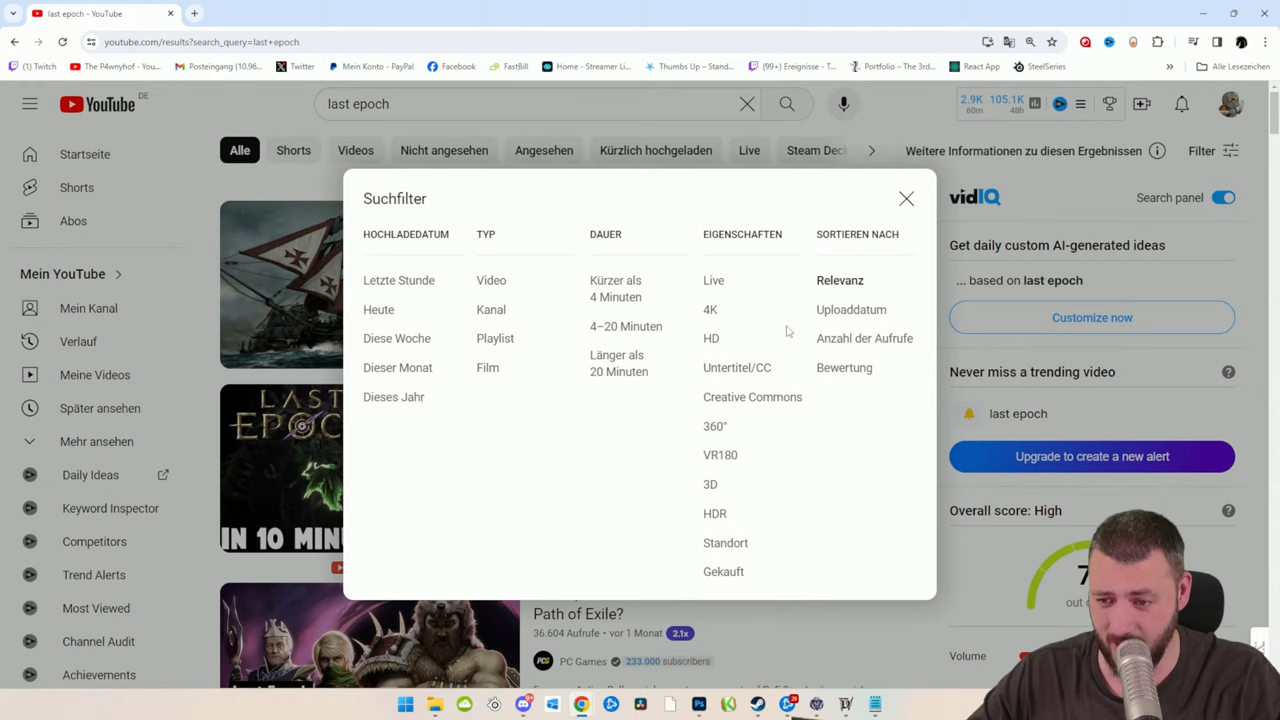 last epoch - YouTube
youtube.com/results?search_query=last+epoch
(1) Twitch
The P4wnyhof - You...
Posteingang (10.96...
Twitter
Mein Konto - PayPal
Facebook
FastBill
Home - Streamer Li...
Thumbs Up – Stand...
(99+) Ereignisse - T...
Portfolio – The 3rd...
React App
SteelSeries
Alle Lesezeichen
YouTube DE
last epoch
2.9K 105.1K
60m 48h
Startseite
Shorts
Abos
Mein YouTube
Mein Kanal
Verlauf
Meine Videos
Später ansehen
Mehr ansehen
Daily Ideas
Keyword Inspector
Competitors
Trend Alerts
Most Viewed
Channel Audit
Achievements
Alle
Shorts
Videos
Nicht angesehen
Angesehen
Kürzlich hochgeladen
Live
Steam Dec
Weitere Informationen zu diesen Ergebnissen
Filter
Suchfilter
HOCHLADEDATUM
Letzte Stunde
Heute
Diese Woche
Dieser Monat
Dieses Jahr
TYP
Video
Kanal
Playlist
Film
DAUER
Kürzer als
4 Minuten
4–20 Minuten
Länger als
20 Minuten
EIGENSCHAFTEN
Live
4K
HD
Untertitel/CC
Creative Commons
360°
VR180
3D
HDR
Standort
Gekauft
SORTIEREN NACH
Relevanz
Uploaddatum
Anzahl der Aufrufe
Bewertung
LAST
EPOC
IN 10 MIN
Path of Exile?
36.604 Aufrufe • vor 1 Monat 2.1x
PC Games 233.000 subscribers
vidIQ
Search panel
Get daily custom AI-generated ideas
... based on last epoch
Customize now
Never miss a trending video
last epoch
Upgrade to create a new alert
Overall score: High
7
out
Volume